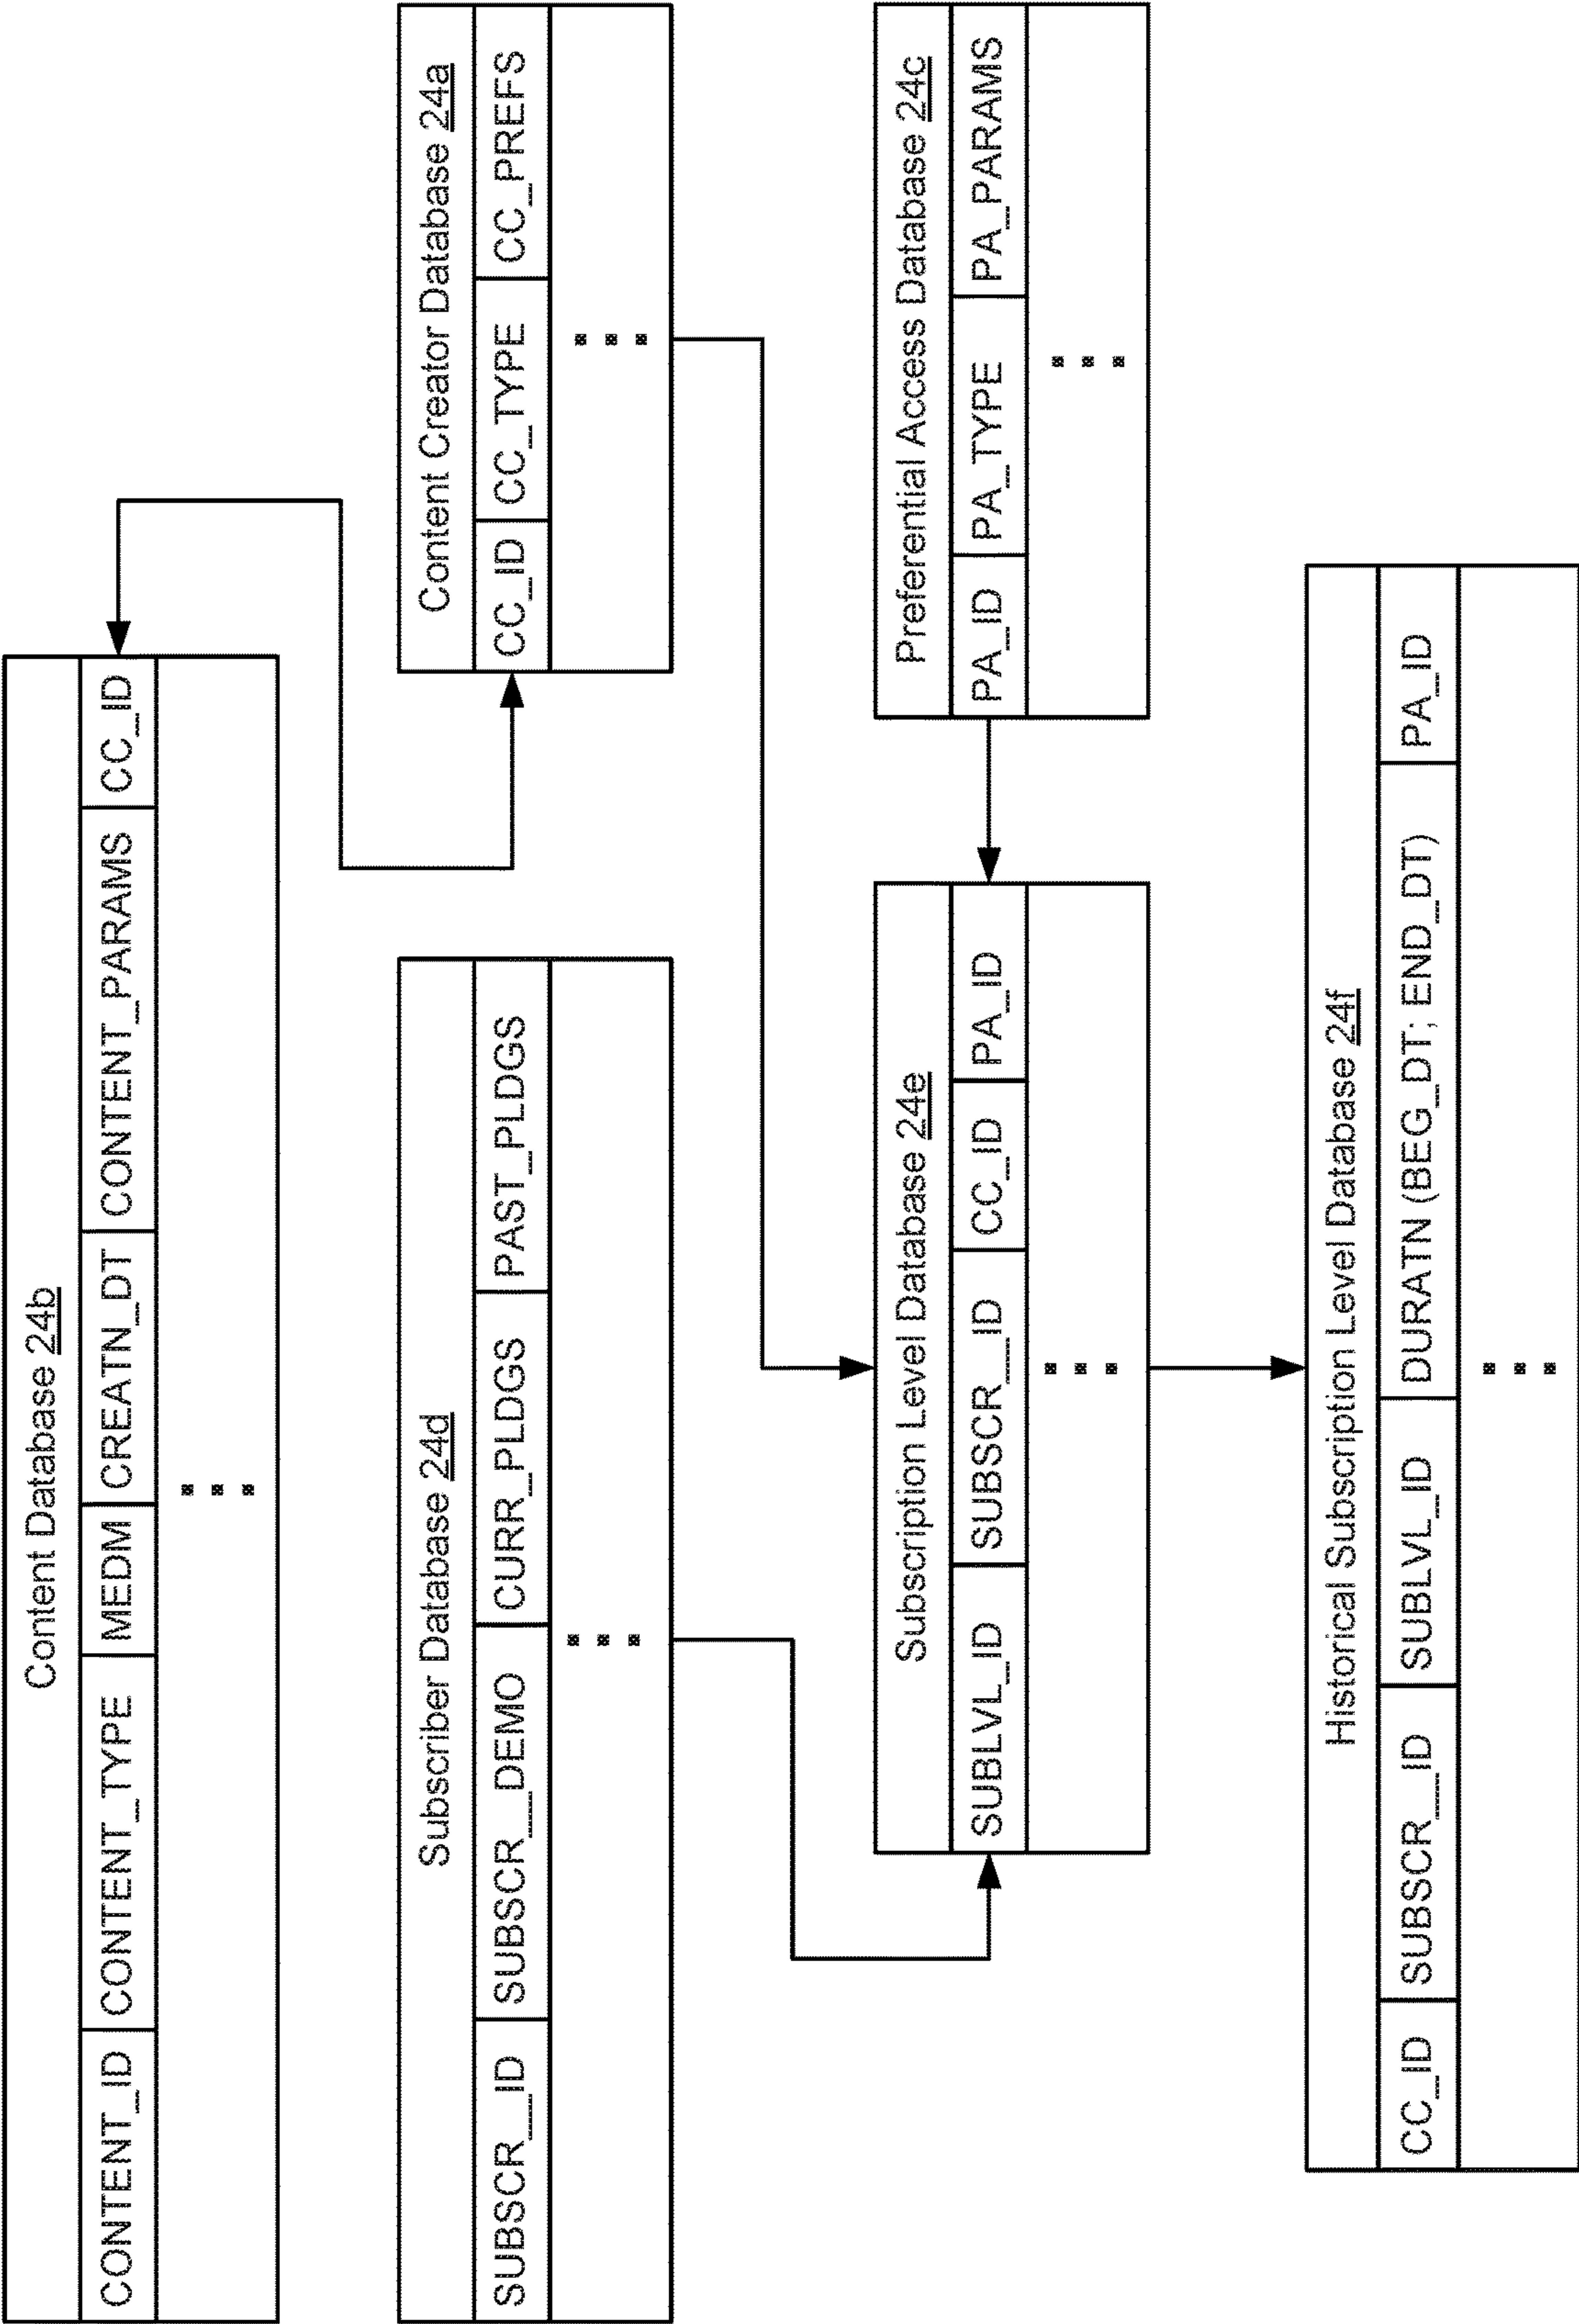 Content Database 24b
CONTENT_ID CONTENT_TYPE MEDM CREATN_DT CONTENT_PARAMS CC_ID
Subscriber Database 24d
SUBSCR_ID SUBSCR_DEMO CURR_PLDGS PAST_PLDGS
Content Creator Database 24a
CC_ID CC_TYPE CC_PREFS
Subscription Level Database 24e
SUBLVL_ID SUBSCR_ID CC_ID PA_ID
Preferential Access Database 24c
PA_ID PA_TYPE PA_PARAMS
Historical Subscription Level Database 24f
CC_ID SUBSCR_ID SUBLVL_ID DURATN (BEG_DT; END_DT) PA_ID